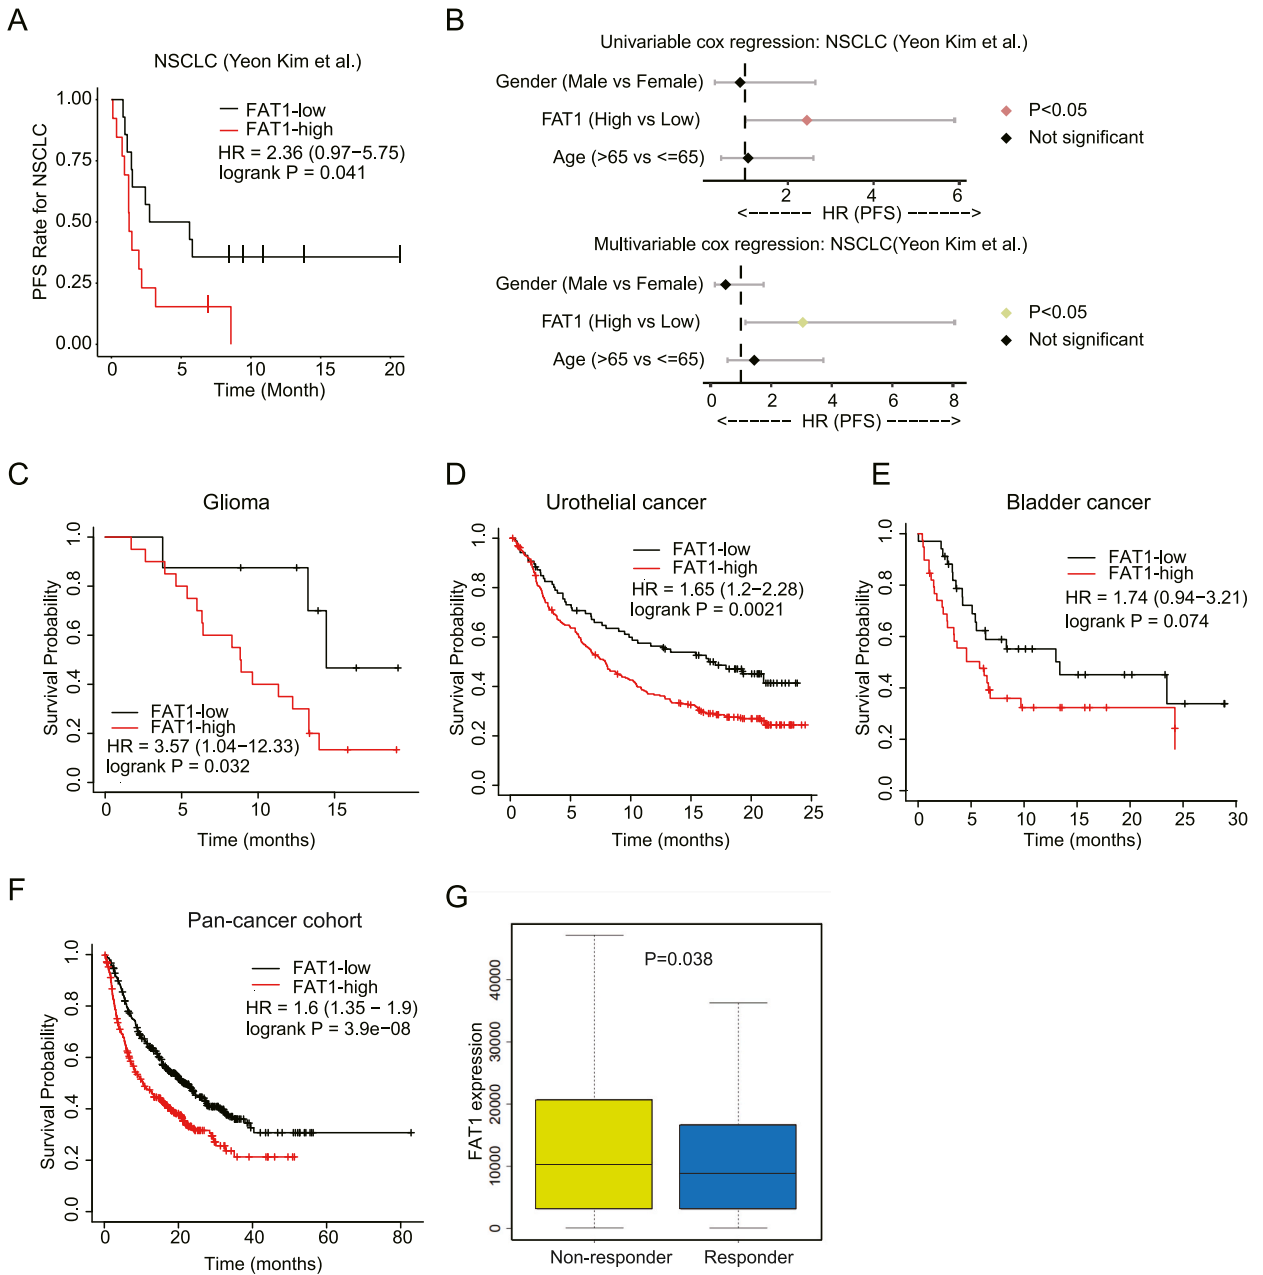 A
NSCLC (Yeon Kim et al.)
PFS Rate for NSCLC
1.00
0.75
0.50
0.25
0.00
FAT1-low
FAT1-high
HR = 2.36 (0.97−5.75)
logrank P = 0.041
0 5 10 15 20
Time (Month)
B
Univariable cox regression: NSCLC (Yeon Kim et al.)
Gender (Male vs Female)
FAT1 (High vs Low)
Age (>65 vs <=65)
P<0.05
Not significant
2 4 6
<------ HR (PFS) ------>
Multivariable cox regression: NSCLC(Yeon Kim et al.)
Gender (Male vs Female)
FAT1 (High vs Low)
Age (>65 vs <=65)
P<0.05
Not significant
0 2 4 6 8
<------ HR (PFS) ------>
C
Glioma
Survival Probability
1.0
0.8
0.6
0.4
0.2
0.0
FAT1-low
FAT1-high
HR = 3.57 (1.04−12.33)
logrank P = 0.032
0 5 10 15
Time (months)
D
Urothelial cancer
Survival Probability
1.0
0.8
0.6
0.4
0.2
0.0
FAT1-low
FAT1-high
HR = 1.65 (1.2−2.28)
logrank P = 0.0021
0 5 10 15 20 25
Time (months)
E
Bladder cancer
Survival Probability
1.0
0.8
0.6
0.4
0.2
0.0
FAT1-low
FAT1-high
HR = 1.74 (0.94−3.21)
logrank P = 0.074
0 5 10 15 20 25 30
Time (months)
F
Pan-cancer cohort
Survival Probability
1.0
0.8
0.6
0.4
0.2
0.0
FAT1-low
FAT1-high
HR = 1.6 (1.35 − 1.9)
logrank P = 3.9e−08
0 20 40 60 80
Time (months)
G
P=0.038
FAT1 expression
40000
30000
20000
10000
0
Non-responder Responder